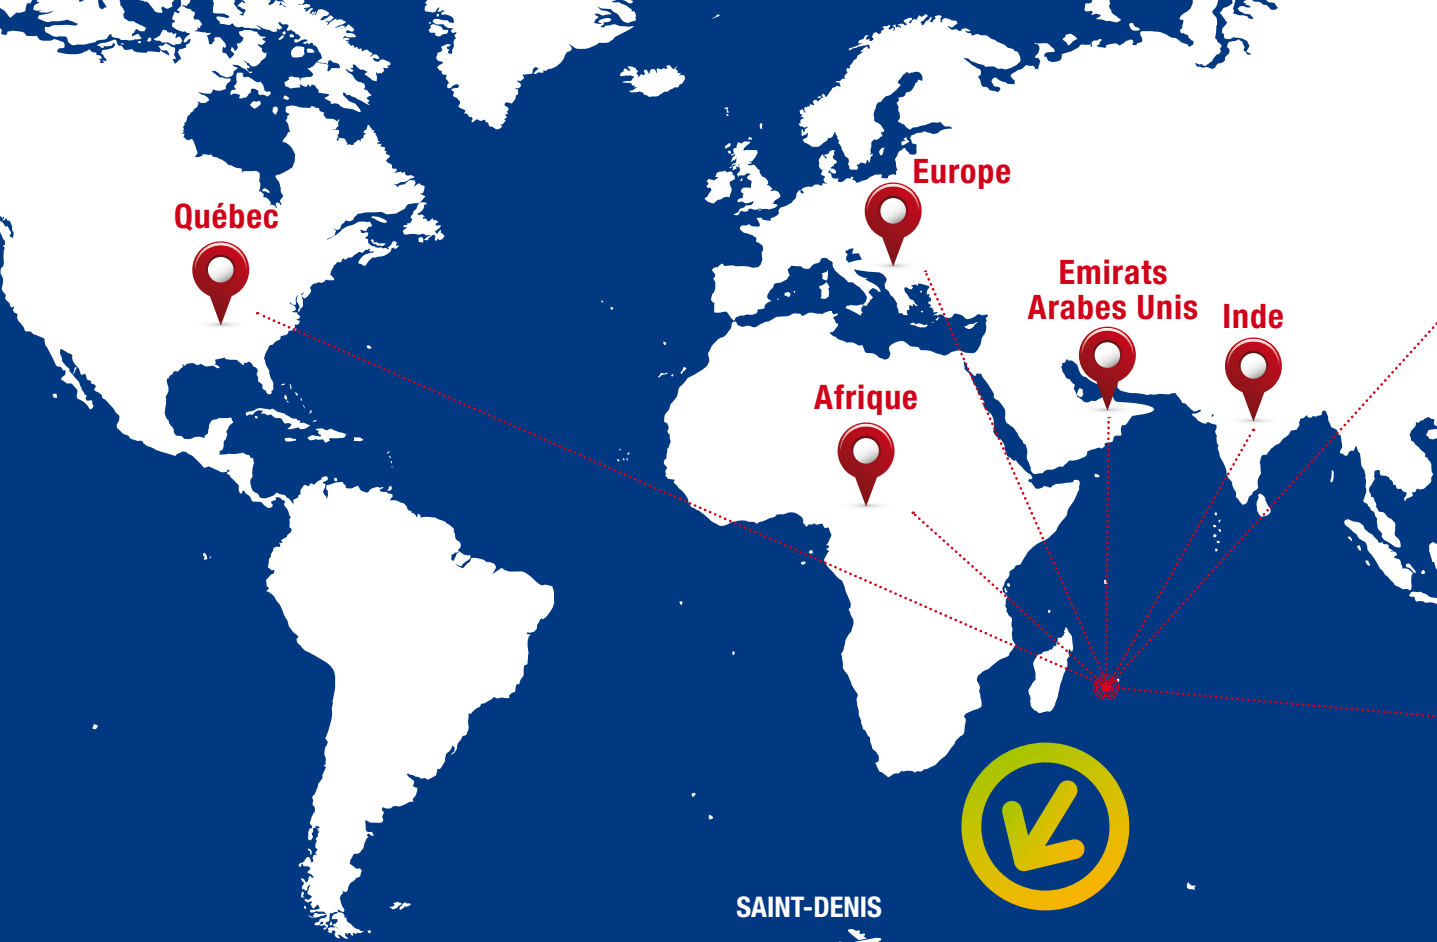 Europe
Québec
Emirats
Arabes Unis
Inde
Afrique
SAINT-DENIS